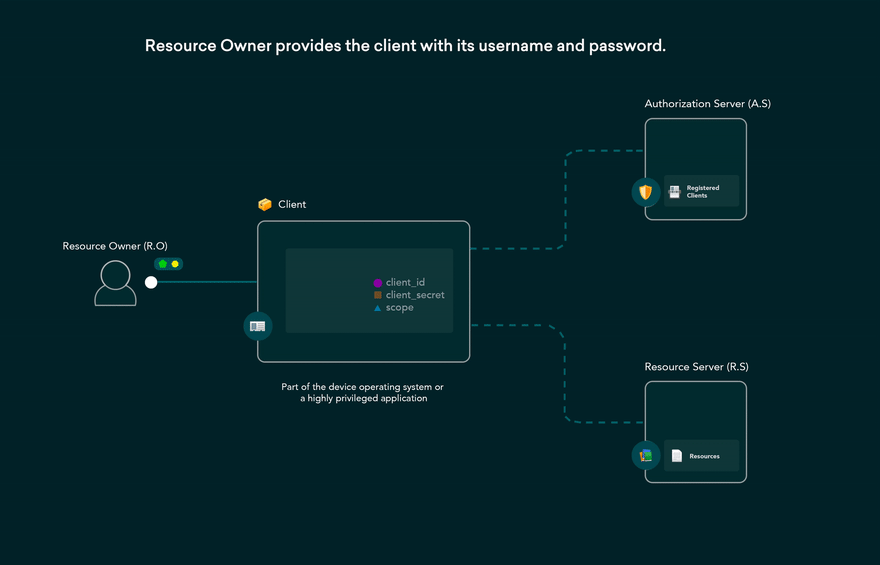 Resource Owner provides the client with its username and password.
Authorization Server (A.S)
Registered
Clients
Client
Resource Owner (R.O)
client_id
client_secret
scope
Part of the device operating system or
a highly privileged application
Resource Server (R.S)
Resources